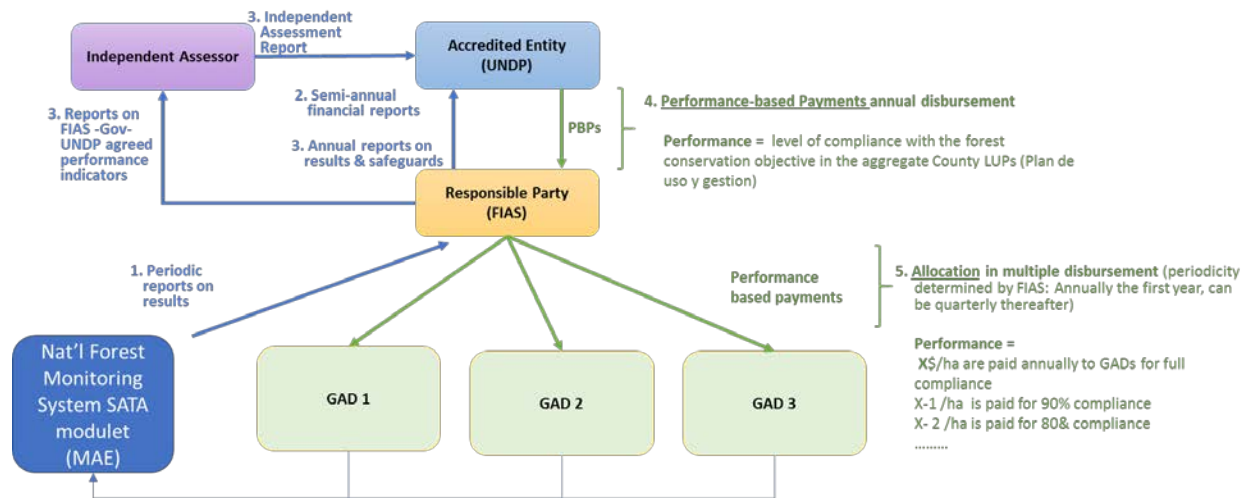 3. Independent
Assessment
Report
Independent Assessor
Accredited Entity
(UNDP)
3. Reports on
FIAS -Gov-
UNDP agreed
performance
indicators
2. Semi-annual
financial reports
3. Annual reports on
results & safeguards
PBPs
4. Performance-based Payments annual disbursement
Performance = level of compliance with the forest
conservation objective in the aggregate County LUPs (Plan de
uso y gestion)
Responsible Party
(FIAS)
1. Periodic
reports on
results
Performance
based payments
5. Allocation in multiple disbursement (periodicity
determined by FIAS: Annually the first year, can
be quarterly thereafter)
Performance =
X$/ha are paid annually to GADs for full
compliance
X-1 /ha is paid for 90% compliance
X- 2 /ha is paid for 80& compliance
.........
Nat'l Forest
Monitoring
System SATA
modulet
(MAE)
GAD 1
GAD 2
GAD 3